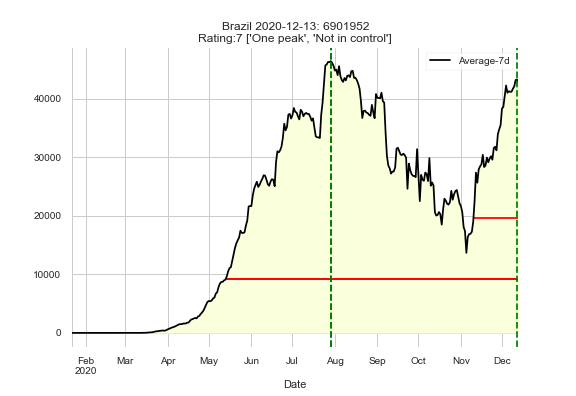 Brazil 2020-12-13: 6901952
Rating:7 ['One peak', 'Not in control']
Average-7d
40000
30000
20000
10000
0
Feb Mar Apr May Jun Jul Aug Sep Oct Nov Dec
2020
Date